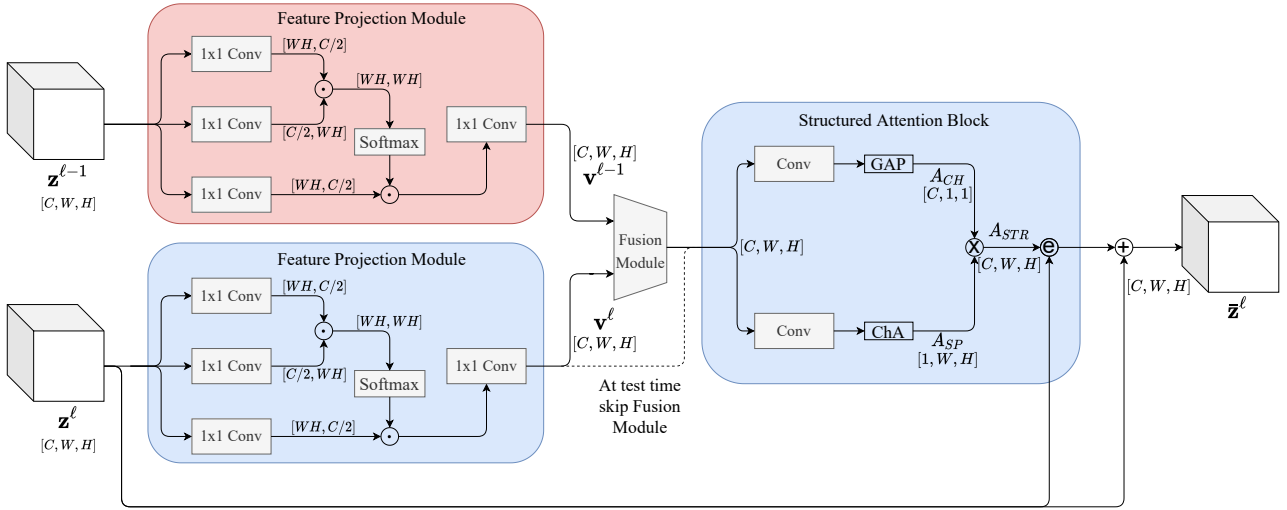 Feature Projection Module
1x1 Conv
[WH, C/2]
[WH, WH]
1x1 Conv
[C/2, WH]
Softmax
1x1 Conv
1x1 Conv
[WH, C/2]
z^{ℓ−1}
[C, W, H]
[C, W, H]
v^{ℓ−1}
Feature Projection Module
1x1 Conv
[WH, C/2]
[WH, WH]
1x1 Conv
[C/2, WH]
Softmax
1x1 Conv
1x1 Conv
[WH, C/2]
z^ℓ
[C, W, H]
Fusion
Module
v^ℓ
[C, W, H]
At test time
skip Fusion
Module
Structured Attention Block
[C, W, H]
Conv
GAP
A_{CH}
[C, 1, 1]
Conv
ChA
A_{SP}
[1, W, H]
X
A_{STR}
[C, W, H]
e
+
[C, W, H]
z̄^ℓ